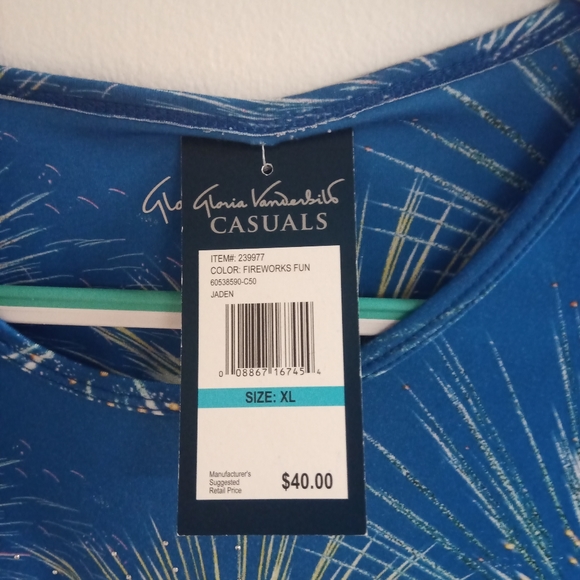 Glo
Gloria Vanderbilt
CASUALS
ITEM#: 239977
COLOR: FIREWORKS FUN
60538590-C50
JADEN
0 08867 16745 4
SIZE: XL
Manufacturer's
Suggested
Retail Price
$40.00